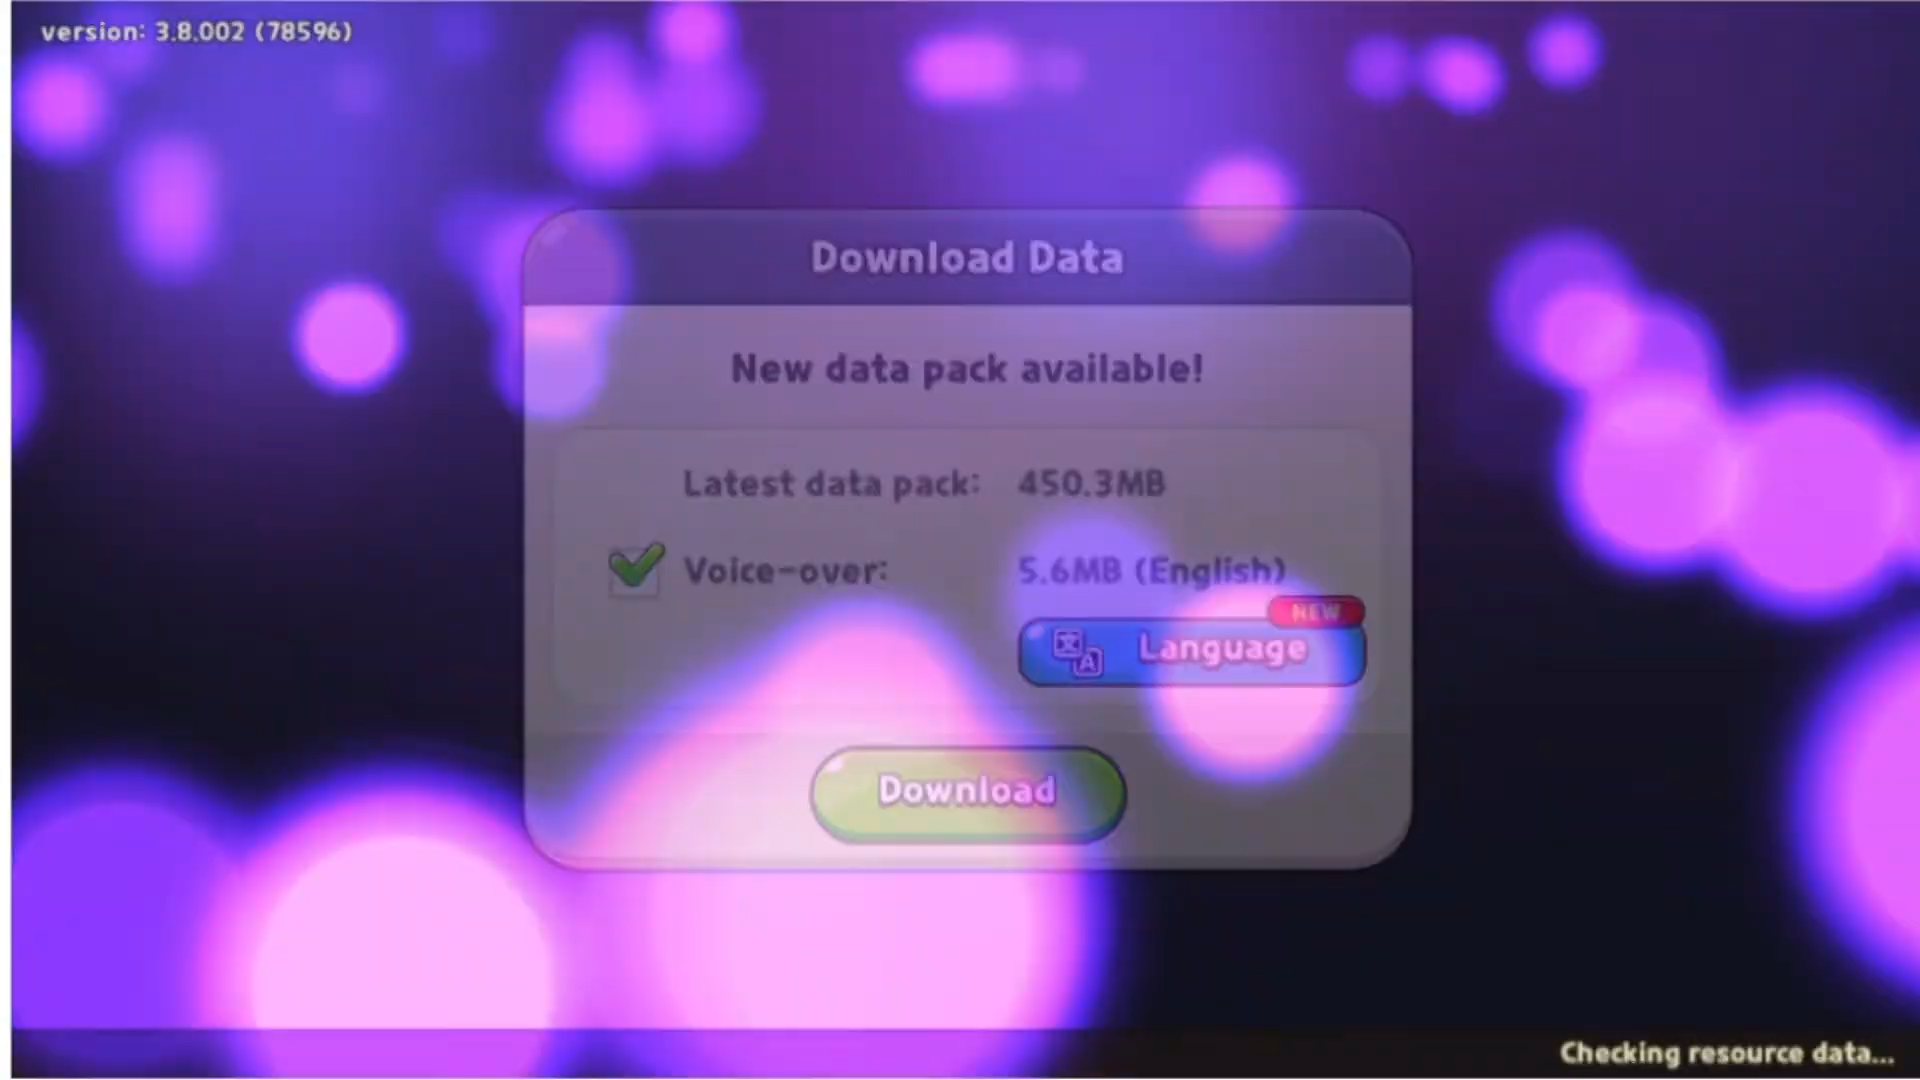 version: 3.8.002 (78596)
Download Data
New data pack available!
Latest data pack: 450.3MB
Voice-over: 5.6MB (English)
NEW
Language
Download
Checking resource data...